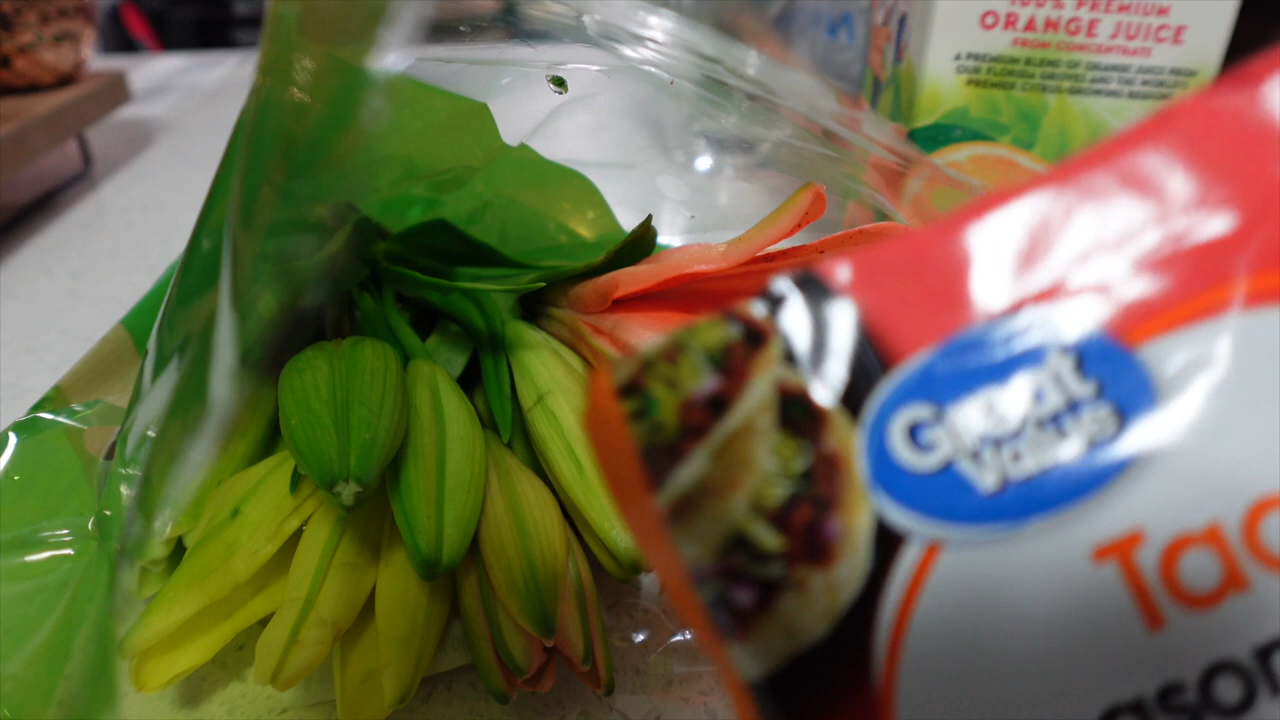 100% PREMIUM
ORANGE JUICE
FROM CONCENTRATE
A PREMIUM BLEND OF ORANGE JUICE FROM
OUR FLORIDA GROVES AND THE WORLD'S
PREMIER CITRUS-GROWING REGIONS
Great
Value
Tac
ason